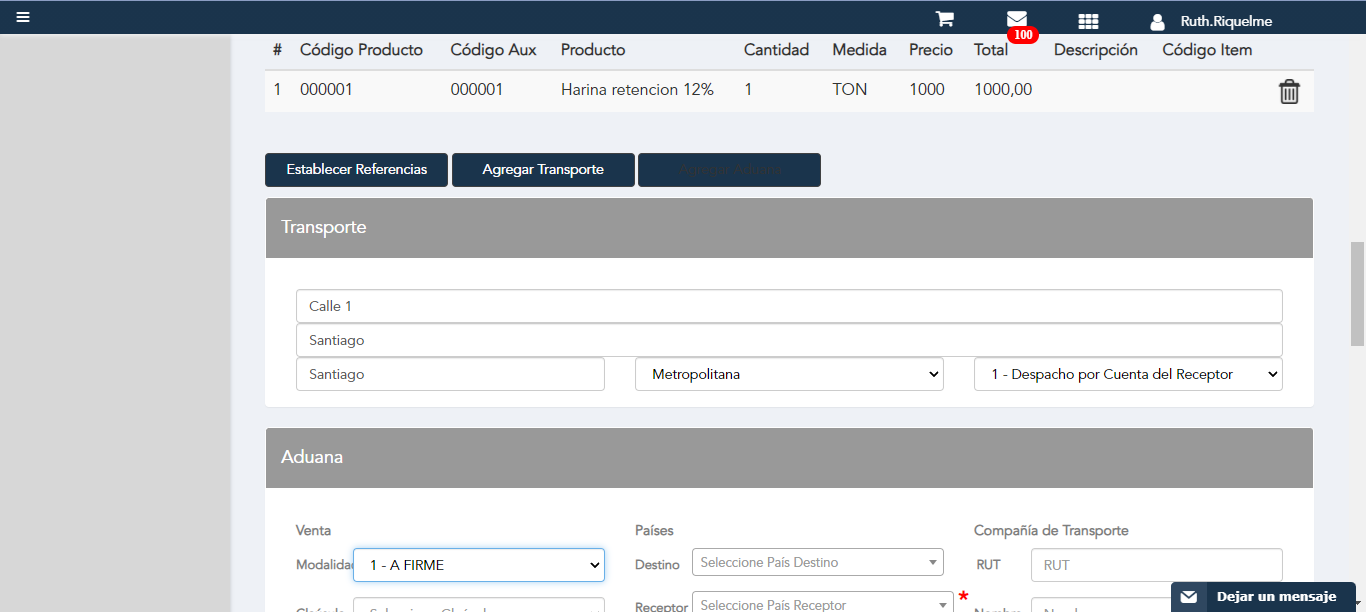 Ruth.Riquelme
100
# Código Producto Código Aux Producto Cantidad Medida Precio Total Descripción Código Item
1 000001 000001 Harina retencion 12% 1 TON 1000 1000,00
Establecer Referencias Agregar Transporte Agregar Aduana
Transporte
Calle 1
Santiago
Santiago Metropolitana 1 - Despacho por Cuenta del Receptor
Aduana
Venta Países Compañía de Transporte
Modalidad 1 - A FIRME Destino Seleccione País Destino RUT RUT
Receptor Seleccione País Receptor *
Dejar un mensaje